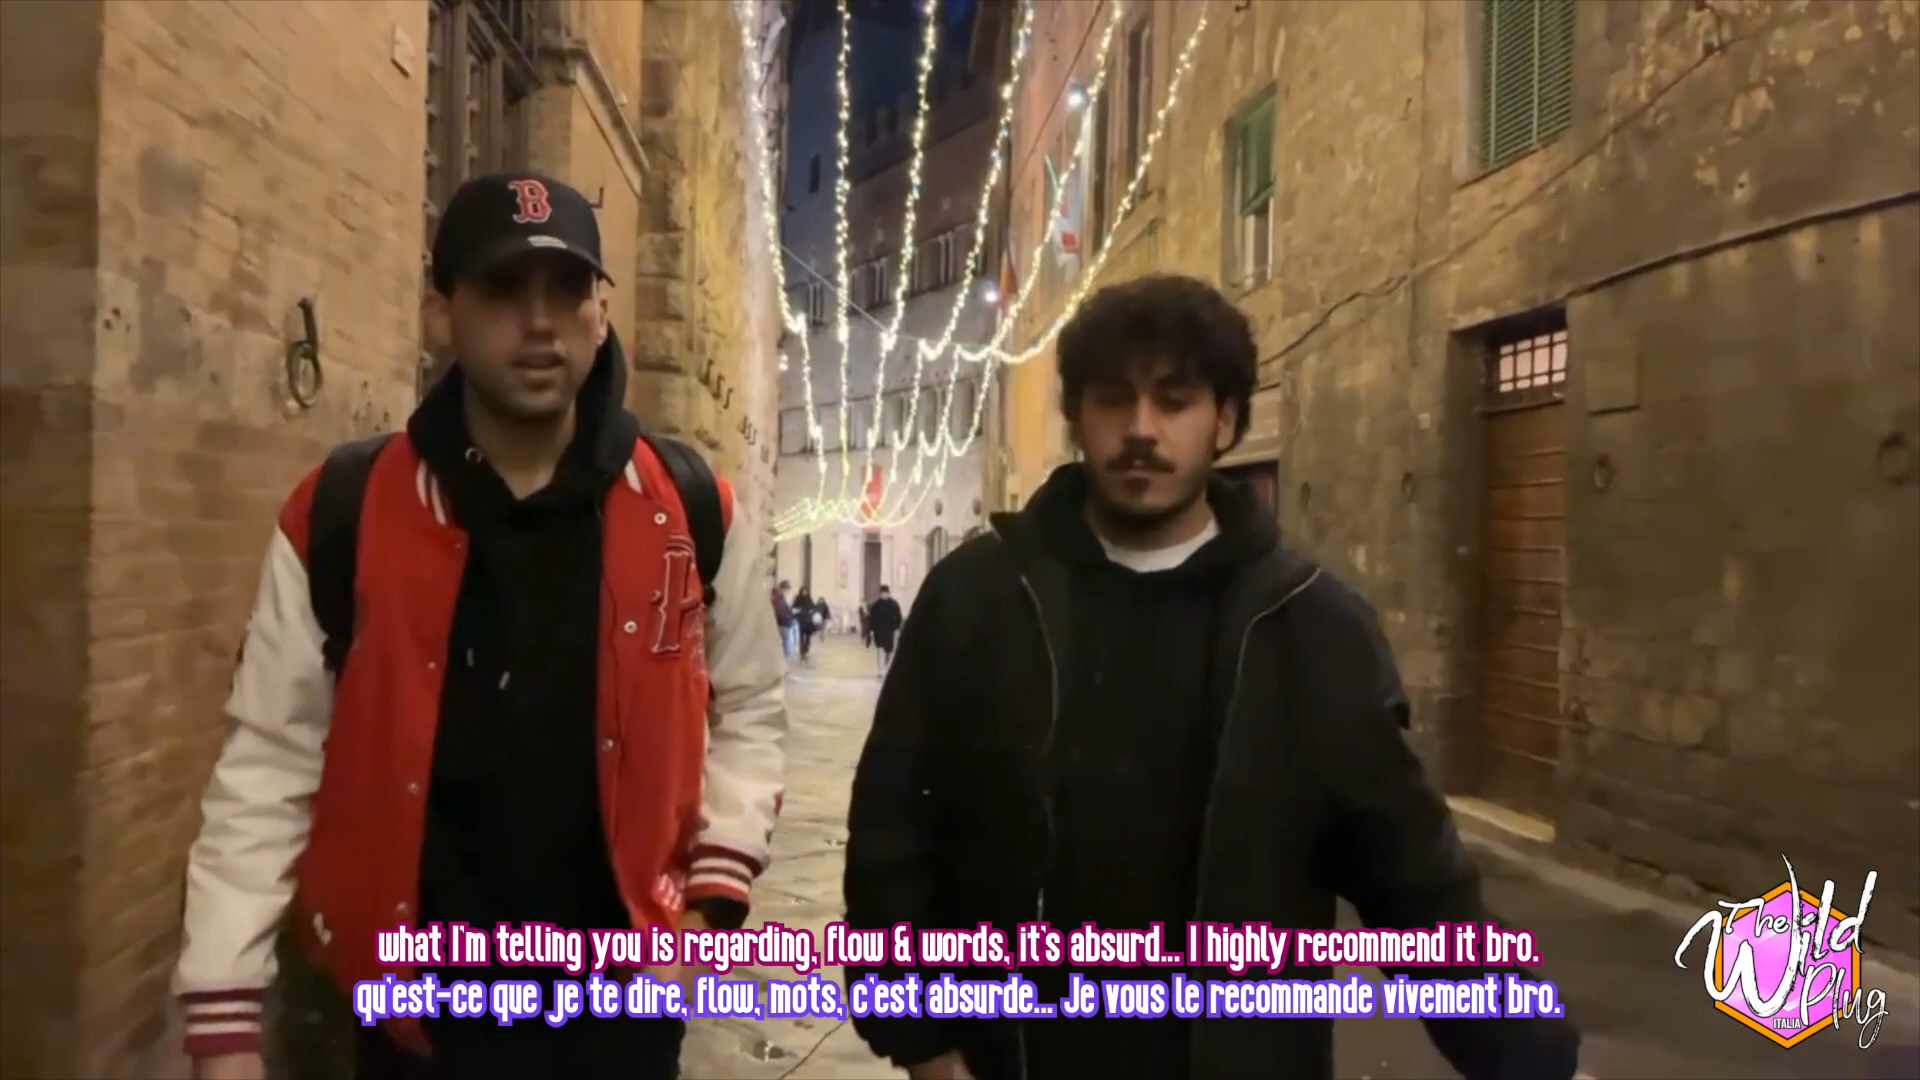 B
what I'm telling you is regarding, flow & words, it's absurd... I highly recommend it bro.
qu'est-ce que je te dire, flow, mots, c'est absurde... Je vous le recommande vivement bro.
The Wild Plug
ITALIA